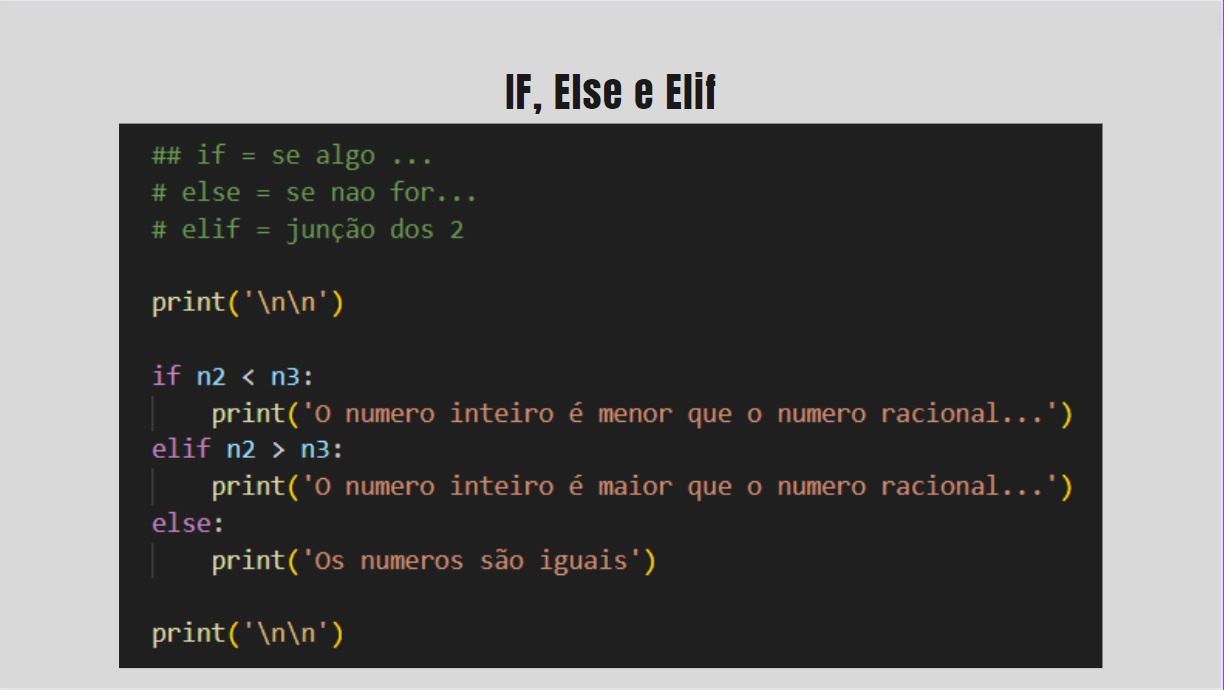 IF, Else e Elif
## if = se algo ...
# else = se nao for...
# elif = junção dos 2
print('\n\n')
if n2 < n3:
print('O numero inteiro é menor que o numero racional...')
elif n2 > n3:
print('O numero inteiro é maior que o numero racional...')
else:
print('Os numeros são iguais')
print('\n\n')